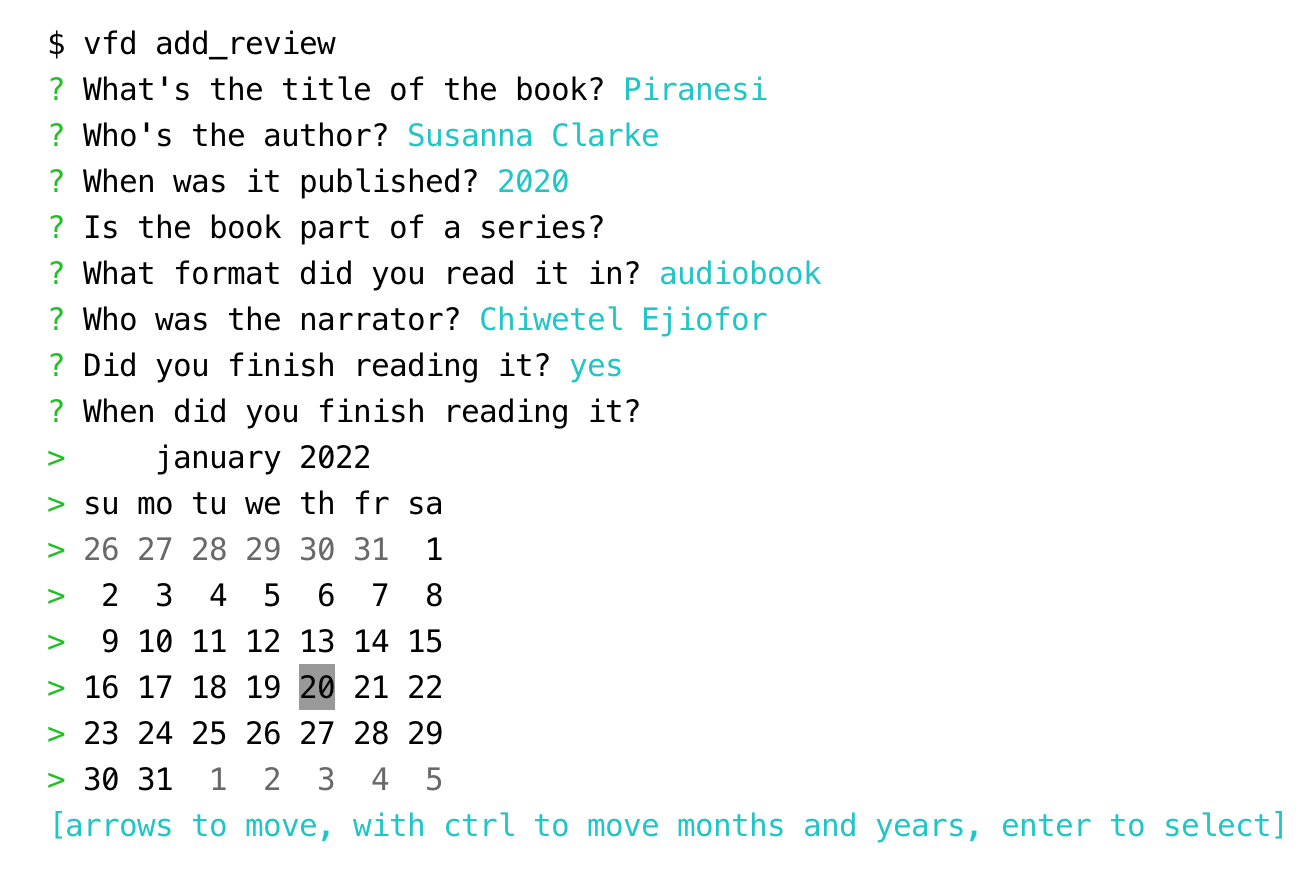 $ vfd add_review
? What's the title of the book? Piranesi
? Who's the author? Susanna Clarke
? When was it published? 2020
? Is the book part of a series?
? What format did you read it in? audiobook
? Who was the narrator? Chiwetel Ejiofor
? Did you finish reading it? yes
? When did you finish reading it?
>     january 2022
> su mo tu we th fr sa
> 26 27 28 29 30 31  1
>  2  3  4  5  6  7  8
>  9 10 11 12 13 14 15
> 16 17 18 19 20 21 22
> 23 24 25 26 27 28 29
> 30 31  1  2  3  4  5
[arrows to move, with ctrl to move months and years, enter to select]